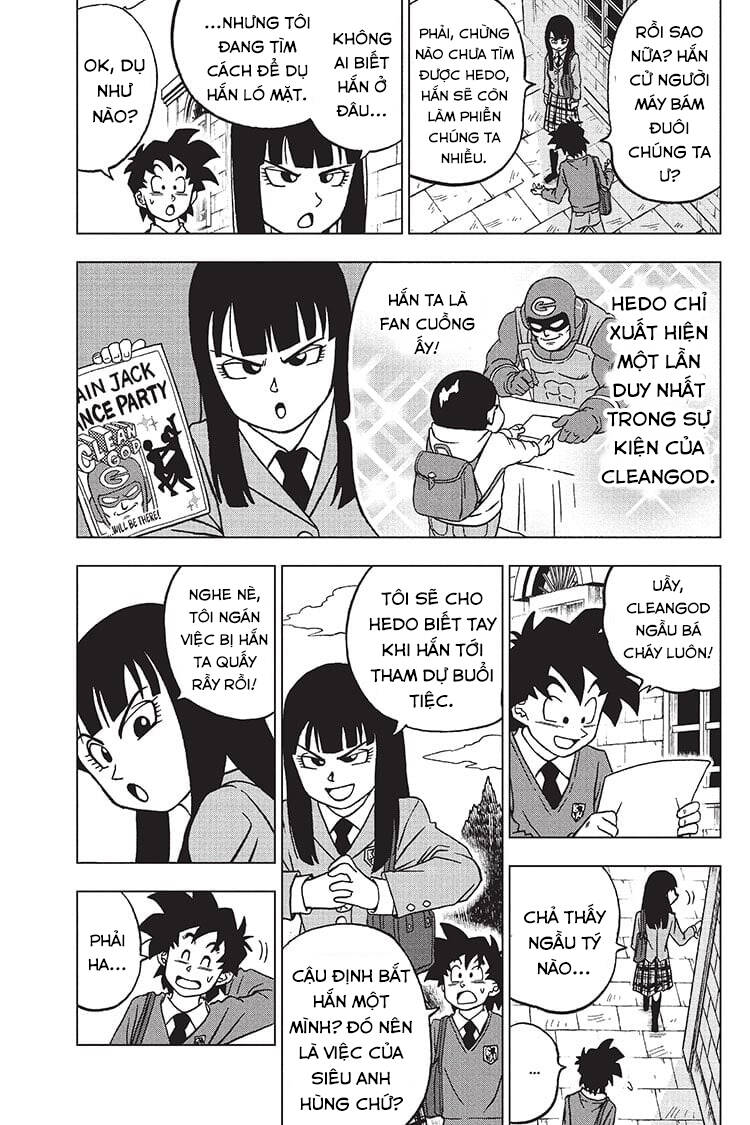 RỒI SAO
NỮA? HẮN
CỬ NGƯỜI
MÁY BÁM
ĐUÔI
CHÚNG TA
Ư?
PHẢI, CHỪNG
NÀO CHƯA TÌM
ĐƯỢC HEDO,
HẮN SẼ CÒN
LÀM PHIỀN
CHÚNG TA
NHIỀU.
KHÔNG
AI BIẾT
HẮN Ở
ĐÂU...
...NHƯNG TÔI
ĐANG TÌM
CÁCH ĐỂ DỤ
HẮN LÓ MẶT.
OK, DỤ
NHƯ
NÀO?
HEDO CHỈ
XUẤT HIỆN
MỘT LẦN
DUY NHẤT
TRONG SỰ
KIỆN CỦA
CLEANGOD.
HẮN TA LÀ
FAN CUỒNG
ẤY!
AIN JACK
ANCE PARTY
CLEAN
GOD
G
...WILL BE THERE!
UẦY,
CLEANGOD
NGẦU BÁ
CHÁY LUÔN!
TÔI SẼ CHO
HEDO BIẾT TAY
KHI HẮN TỚI
THAM DỰ BUỔI
TIỆC.
NGHE NÈ,
TÔI NGÁN
VIỆC BỊ HẮN
TA QUẤY
RẦY RỒI!
CHẢ THẤY
NGẦU TÝ
NÀO...
...
CẬU ĐỊNH BẮT
HẮN MỘT
MÌNH? ĐÓ NÊN
LÀ VIỆC CỦA
SIÊU ANH
HÙNG CHỨ?
PHẢI
HA...